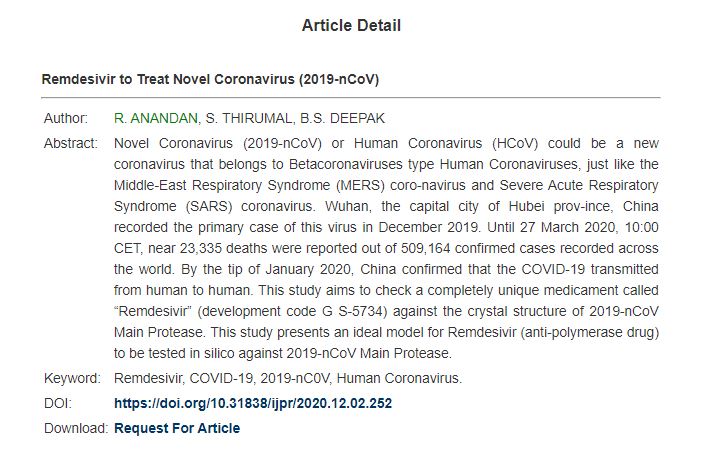 Article Detail
Remdesivir to Treat Novel Coronavirus (2019-nCoV)
Author: R. ANANDAN, S. THIRUMAL, B.S. DEEPAK
Abstract: Novel Coronavirus (2019-nCoV) or Human Coronavirus (HCoV) could be a new
coronavirus that belongs to Betacoronaviruses type Human Coronaviruses, just like the
Middle-East Respiratory Syndrome (MERS) coro-navirus and Severe Acute Respiratory
Syndrome (SARS) coronavirus. Wuhan, the capital city of Hubei prov-ince, China
recorded the primary case of this virus in December 2019. Until 27 March 2020, 10:00
CET, near 23,335 deaths were reported out of 509,164 confirmed cases recorded across
the world. By the tip of January 2020, China confirmed that the COVID-19 transmitted
from human to human. This study aims to check a completely unique medicament called
“Remdesivir” (development code G S-5734) against the crystal structure of 2019-nCoV
Main Protease. This study presents an ideal model for Remdesivir (anti-polymerase drug)
to be tested in silico against 2019-nCoV Main Protease.
Keyword: Remdesivir, COVID-19, 2019-nC0V, Human Coronavirus.
DOI: https://doi.org/10.31838/ijpr/2020.12.02.252
Download: Request For Article